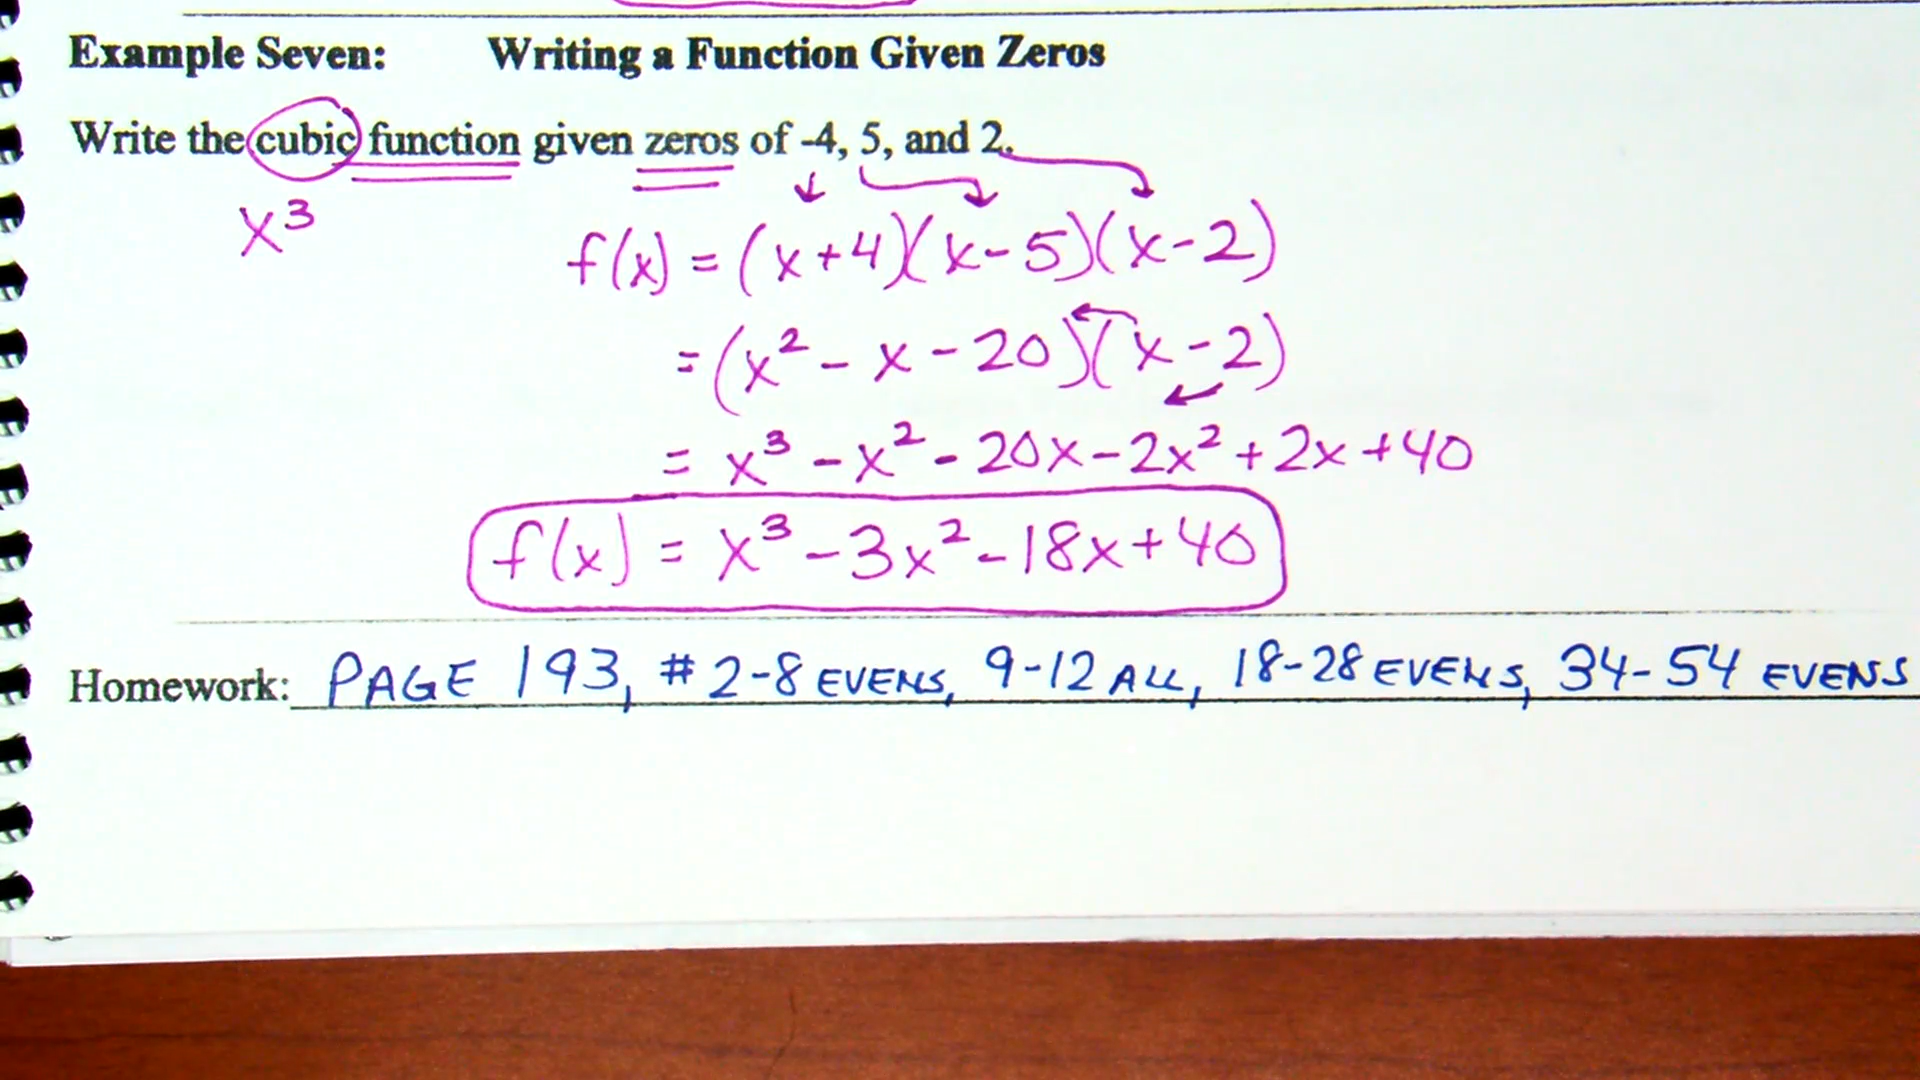 Example Seven: Writing a Function Given Zeros
Write the cubic function given zeros of -4, 5, and 2.
x³
f(x) = (x+4)(x-5)(x-2)
= (x² - x - 20)(x-2)
= x³ - x² - 20x - 2x² + 2x + 40
f(x) = x³ - 3x² - 18x + 40
Homework: PAGE 193, # 2-8 EVENS, 9-12 ALL, 18-28 EVENS, 34-54 EVENS